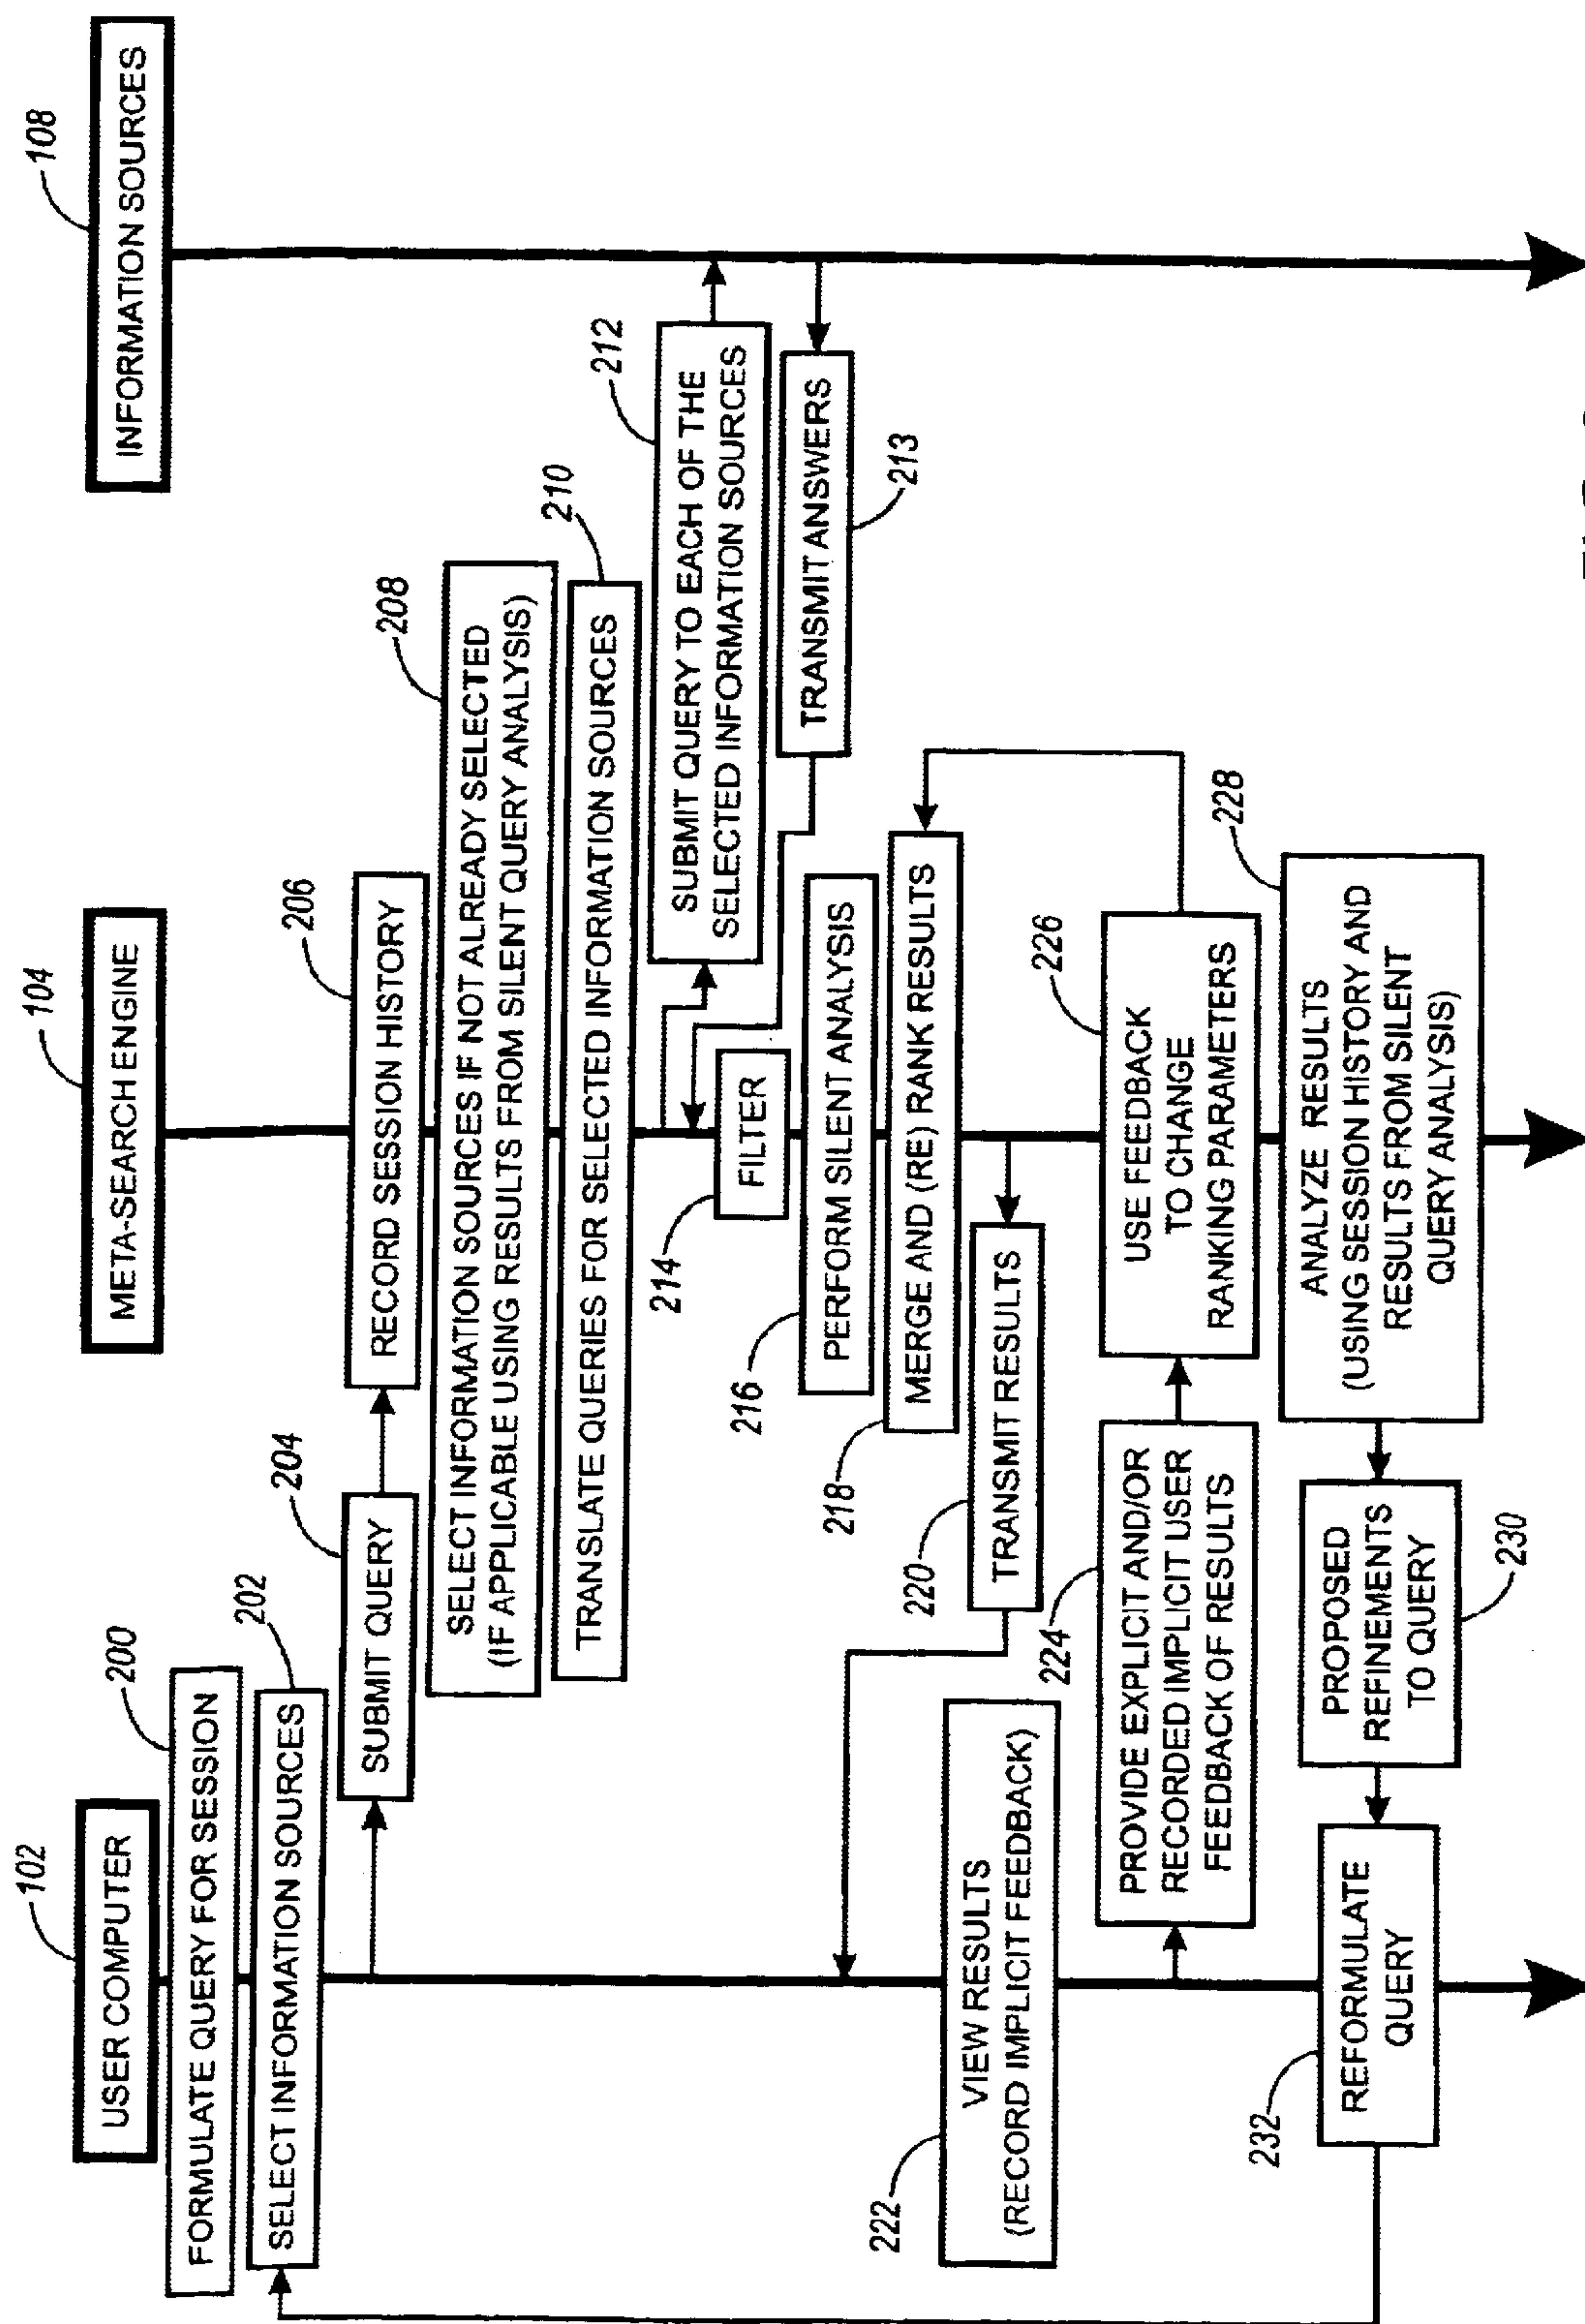 102
USER COMPUTER
104
META-SEARCH ENGINE
108
INFORMATION SOURCES
200
FORMULATE QUERY FOR SESSION
202
SELECT INFORMATION SOURCES
204
SUBMIT QUERY
206
RECORD SESSION HISTORY
208
SELECT INFORMATION SOURCES IF NOT ALREADY SELECTED
(IF APPLICABLE USING RESULTS FROM SILENT QUERY ANALYSIS)
210
TRANSLATE QUERIES FOR SELECTED INFORMATION SOURCES
212
SUBMIT QUERY TO EACH OF THE
SELECTED INFORMATION SOURCES
TRANSMIT ANSWERS
213
214
FILTER
216
PERFORM SILENT ANALYSIS
218
MERGE AND (RE) RANK RESULTS
220
TRANSMIT RESULTS
222
VIEW RESULTS
(RECORD IMPLICIT FEEDBACK)
224
PROVIDE EXPLICIT AND/OR
RECORDED IMPLICIT USER
FEEDBACK OF RESULTS
226
USE FEEDBACK
TO CHANGE
RANKING PARAMETERS
228
ANALYZE RESULTS
(USING SESSION HISTORY AND
RESULTS FROM SILENT
QUERY ANALYSIS)
PROPOSED
REFINEMENTS
TO QUERY
230
232
REFORMULATE
QUERY